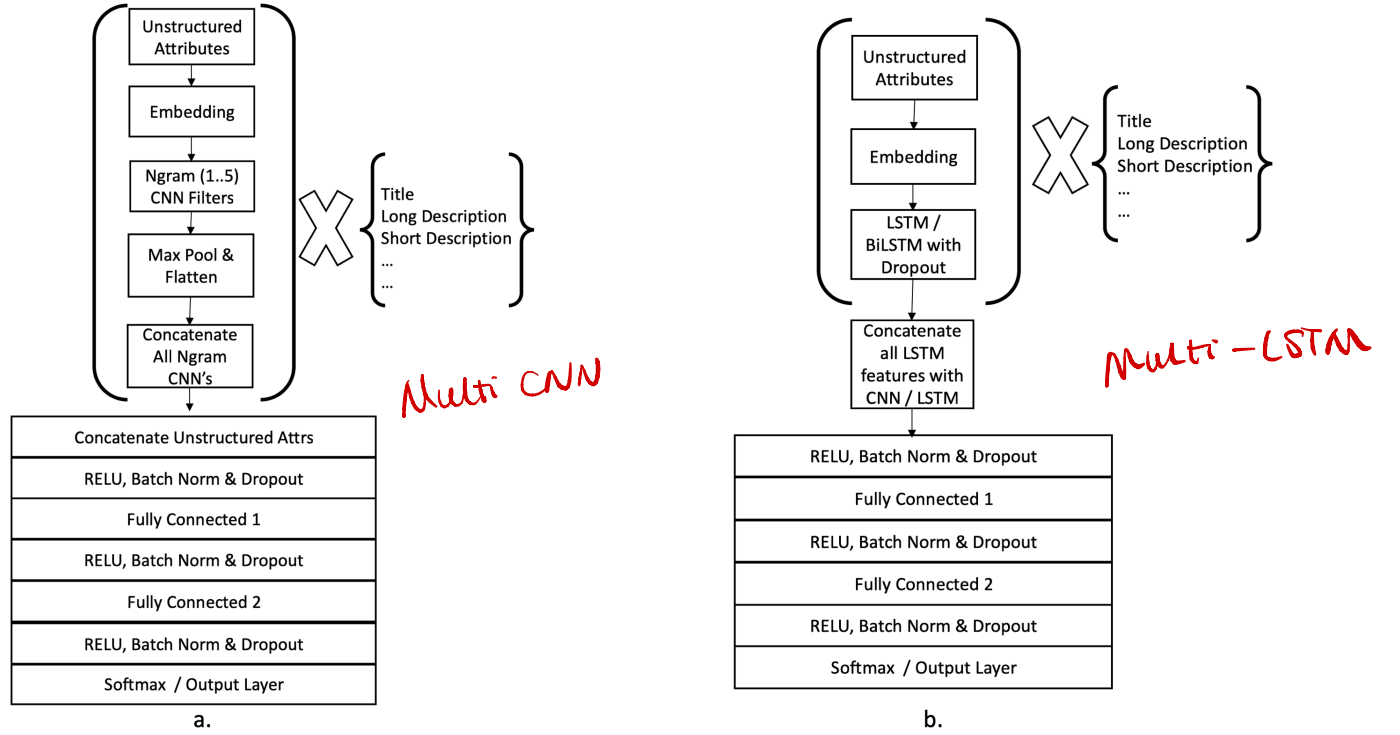 Unstructured
Attributes
Embedding
Ngram (1..5)
CNN Filters
Max Pool &
Flatten
Concatenate
All Ngram
CNN's
Title
Long Description
Short Description
...
...
Multi CNN
Concatenate Unstructured Attrs
RELU, Batch Norm & Dropout
Fully Connected 1
RELU, Batch Norm & Dropout
Fully Connected 2
RELU, Batch Norm & Dropout
Softmax / Output Layer
a.
Unstructured
Attributes
Embedding
LSTM /
BiLSTM with
Dropout
Title
Long Description
Short Description
...
...
Concatenate
all LSTM
features with
CNN / LSTM
Multi-LSTM
RELU, Batch Norm & Dropout
Fully Connected 1
RELU, Batch Norm & Dropout
Fully Connected 2
RELU, Batch Norm & Dropout
Softmax / Output Layer
b.